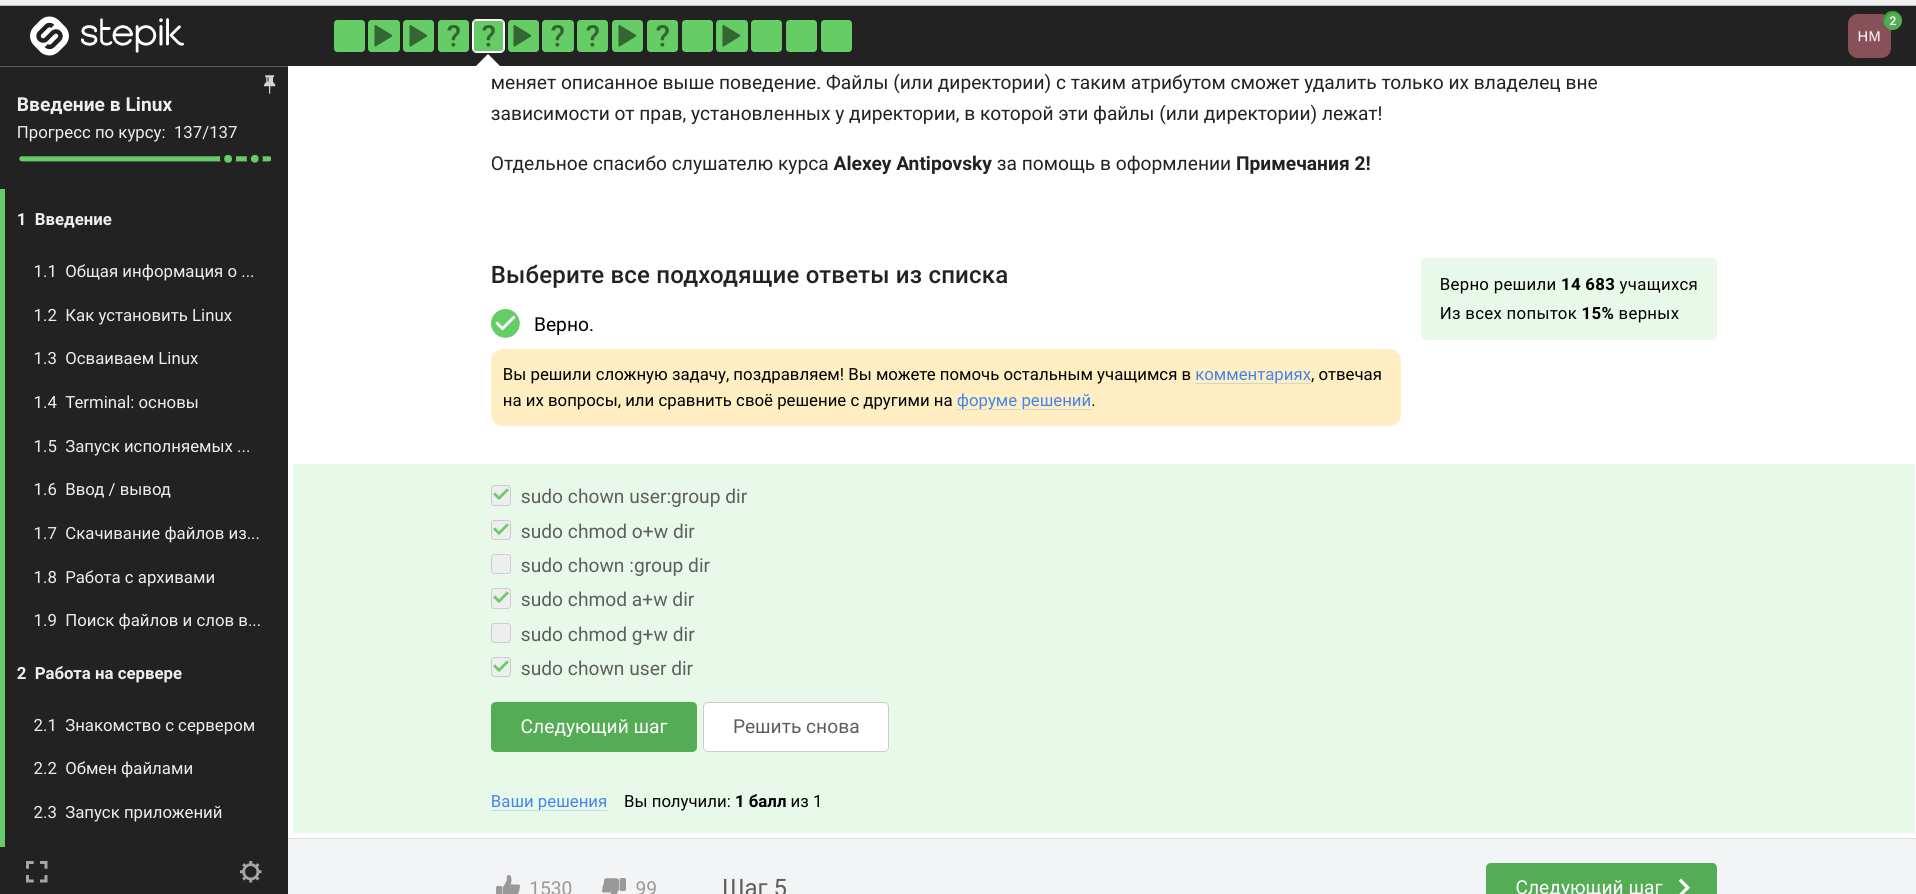 stepik
? ? ? ? ?
НМ
2
Введение в Linux
Прогресс по курсу: 137/137
1 Введение
1.1 Общая информация о ...
1.2 Как установить Linux
1.3 Осваиваем Linux
1.4 Terminal: основы
1.5 Запуск исполняемых ...
1.6 Ввод / вывод
1.7 Скачивание файлов из...
1.8 Работа с архивами
1.9 Поиск файлов и слов в...
2 Работа на сервере
2.1 Знакомство с сервером
2.2 Обмен файлами
2.3 Запуск приложений
меняет описанное выше поведение. Файлы (или директории) с таким атрибутом сможет удалить только их владелец вне
зависимости от прав, установленных у директории, в которой эти файлы (или директории) лежат!
Отдельное спасибо слушателю курса Alexey Antipovsky за помощь в оформлении Примечания 2!
Выберите все подходящие ответы из списка
Верно.
Вы решили сложную задачу, поздравляем! Вы можете помочь остальным учащимся в комментариях, отвечая
на их вопросы, или сравнить своё решение с другими на форуме решений.
Верно решили 14 683 учащихся
Из всех попыток 15% верных
sudo chown user:group dir
sudo chmod o+w dir
sudo chown :group dir
sudo chmod a+w dir
sudo chmod g+w dir
sudo chown user dir
Следующий шаг
Решить снова
Ваши решения Вы получили: 1 балл из 1
1530 99 Шаг 5
Следующий шаг